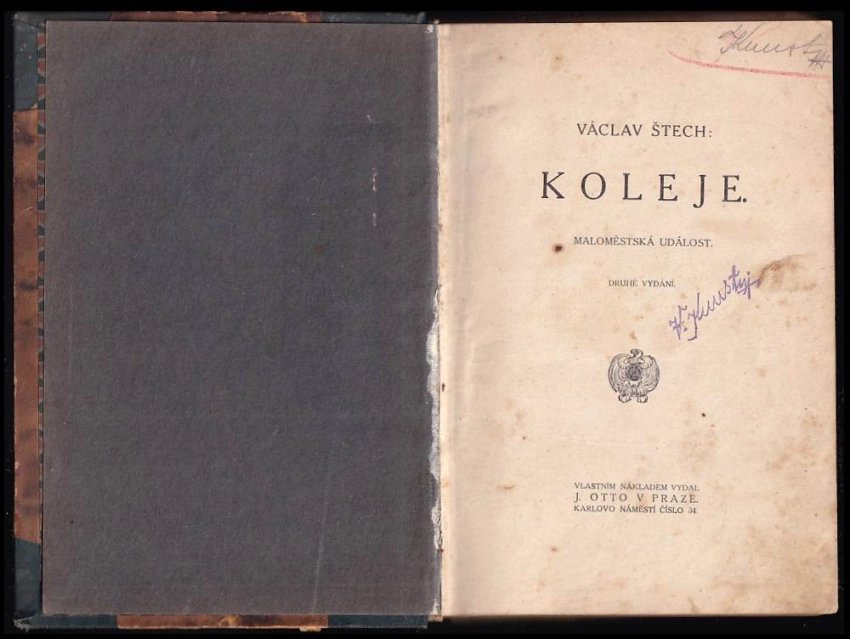 VÁCLAV ŠTECH:
KOLEJE.
MALOMĚSTSKÁ UDÁLOST.
DRUHÉ VYDÁNÍ.
VLASTNÍM NÁKLADEM VYDAL
J. OTTO V PRAZE.
KARLOVO NÁMĚSTÍ ČÍSLO 34.